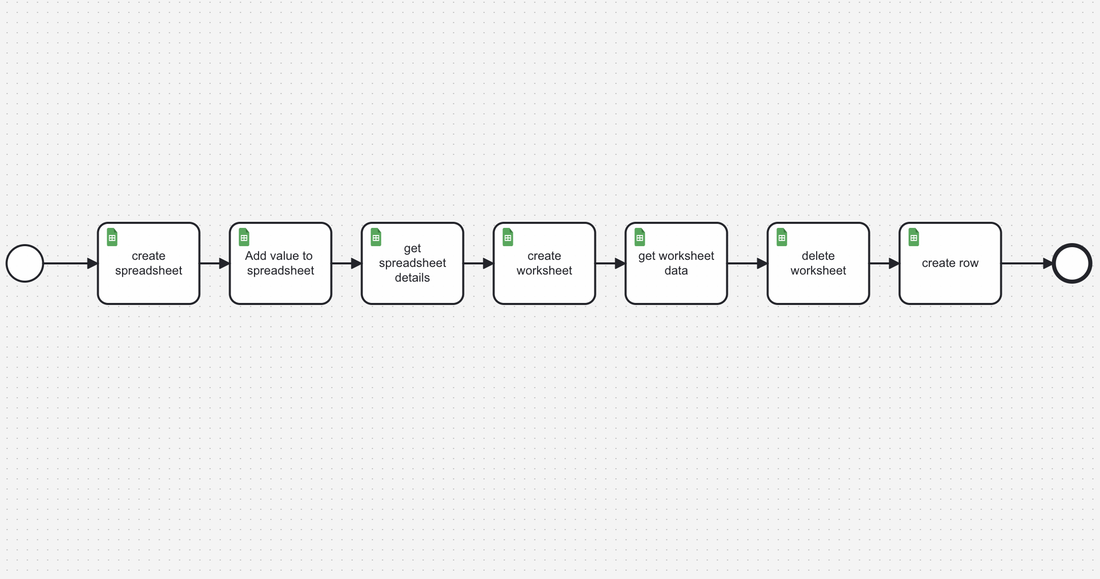 create
spreadsheet
Add value to
spreadsheet
get
spreadsheet
details
create
worksheet
get worksheet
data
delete
worksheet
create row